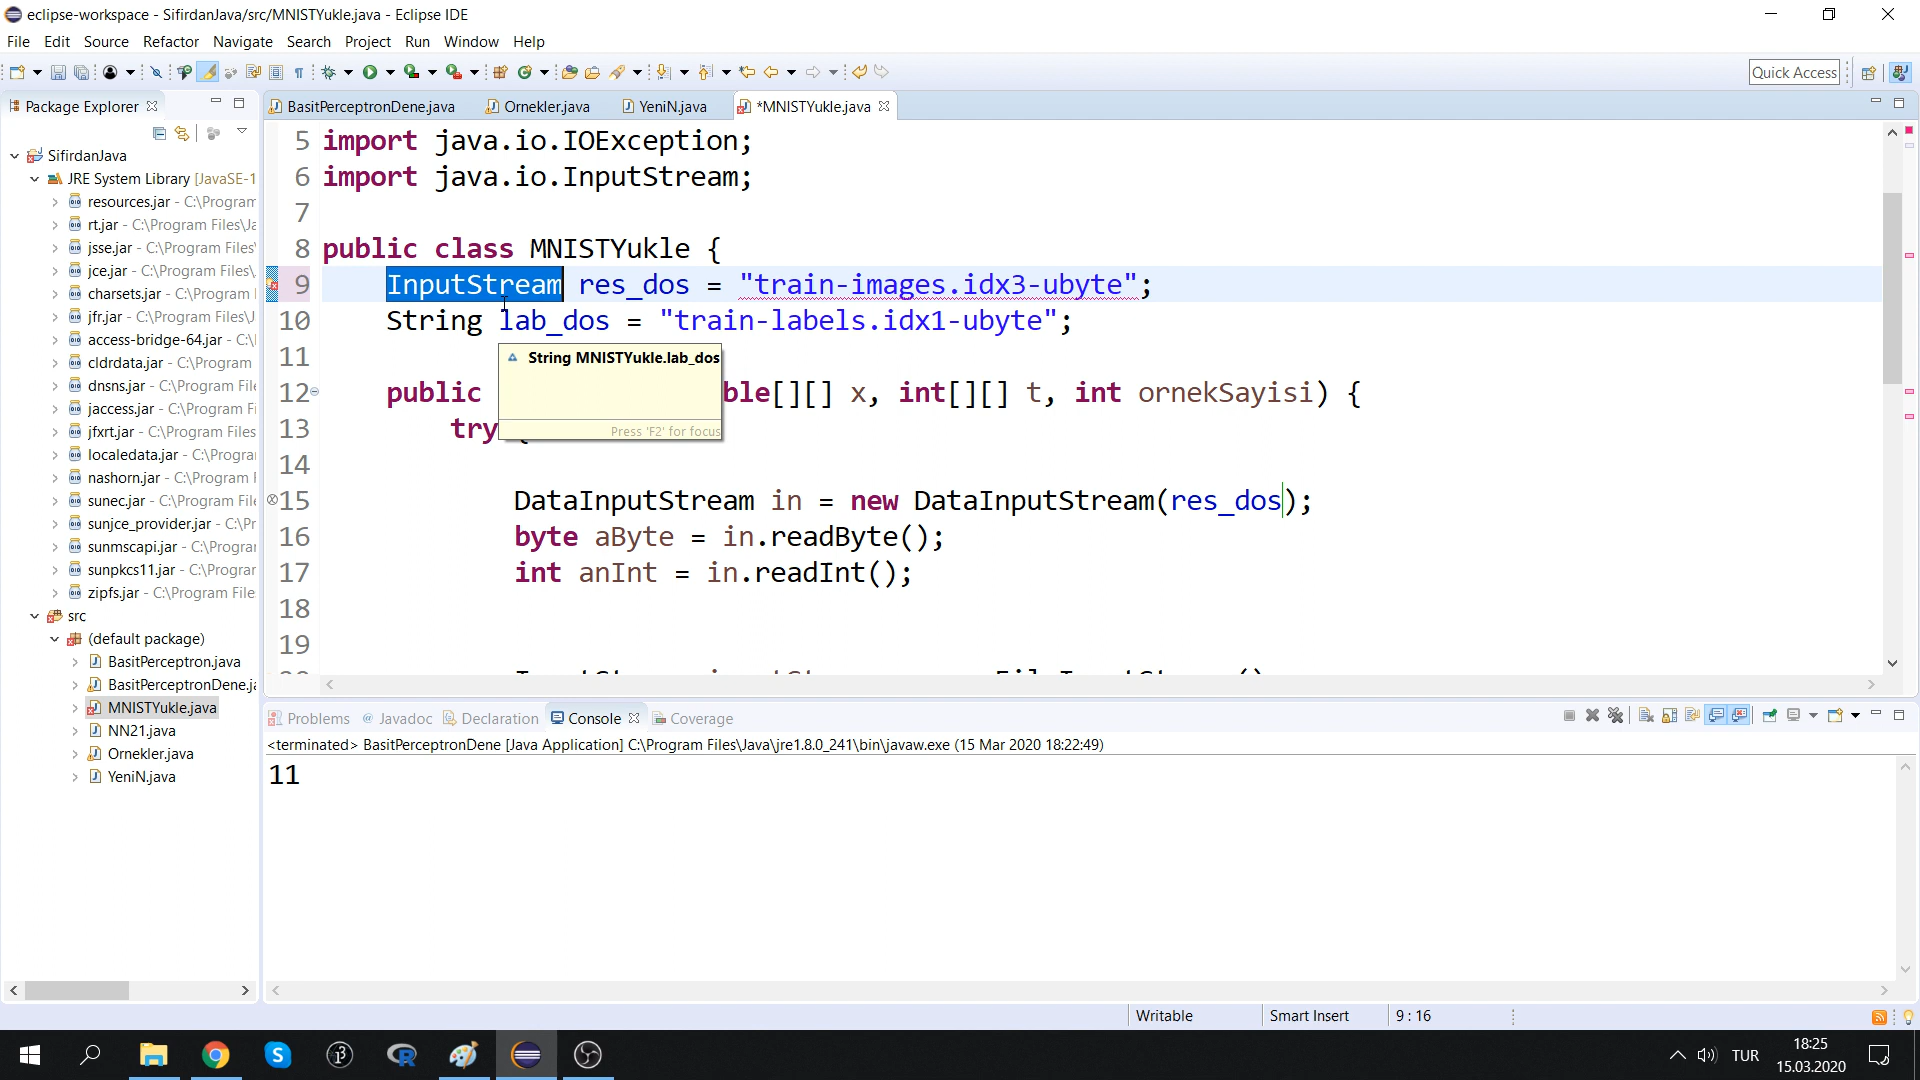 eclipse-workspace - SifirdanJava/src/MNISTYukle.java - Eclipse IDE
File Edit Source Refactor Navigate Search Project Run Window Help
Quick Access
Package Explorer
BasitPerceptronDene.java Ornekler.java YeniN.java *MNISTYukle.java
SifirdanJava
JRE System Library [JavaSE-1
resources.jar - C:\Program
rt.jar - C:\Program Files\Ja
jsse.jar - C:\Program Files\
jce.jar - C:\Program Files\
charsets.jar - C:\Program
jfr.jar - C:\Program Files\J
access-bridge-64.jar - C:\
cldrdata.jar - C:\Program
dnsns.jar - C:\Program File
jaccess.jar - C:\Program Fi
jfxrt.jar - C:\Program Files
localedata.jar - C:\Progra
nashorn.jar - C:\Program F
sunec.jar - C:\Program File
sunjce_provider.jar - C:\Pr
sunmscapi.jar - C:\Program
sunpkcs11.jar - C:\Program
zipfs.jar - C:\Program File
src
(default package)
BasitPerceptron.java
BasitPerceptronDene.ja
MNISTYukle.java
NN21.java
Ornekler.java
YeniN.java
5 import java.io.IOException;
6 import java.io.InputStream;
7
8 public class MNISTYukle {
9 InputStream res_dos = "train-images.idx3-ubyte";
10 String lab_dos = "train-labels.idx1-ubyte";
11
String MNISTYukle.lab_dos
Press 'F2' for focus
12 public ble[][] x, int[][] t, int ornekSayisi) {
13 try
14
15 DataInputStream in = new DataInputStream(res_dos);
16 byte aByte = in.readByte();
17 int anInt = in.readInt();
18
19
Problems Javadoc Declaration Console Coverage
<terminated> BasitPerceptronDene [Java Application] C:\Program Files\Java\jre1.8.0_241\bin\javaw.exe (15 Mar 2020 18:22:49)
11
Writable Smart Insert 9 : 16
TUR
18:25
15.03.2020